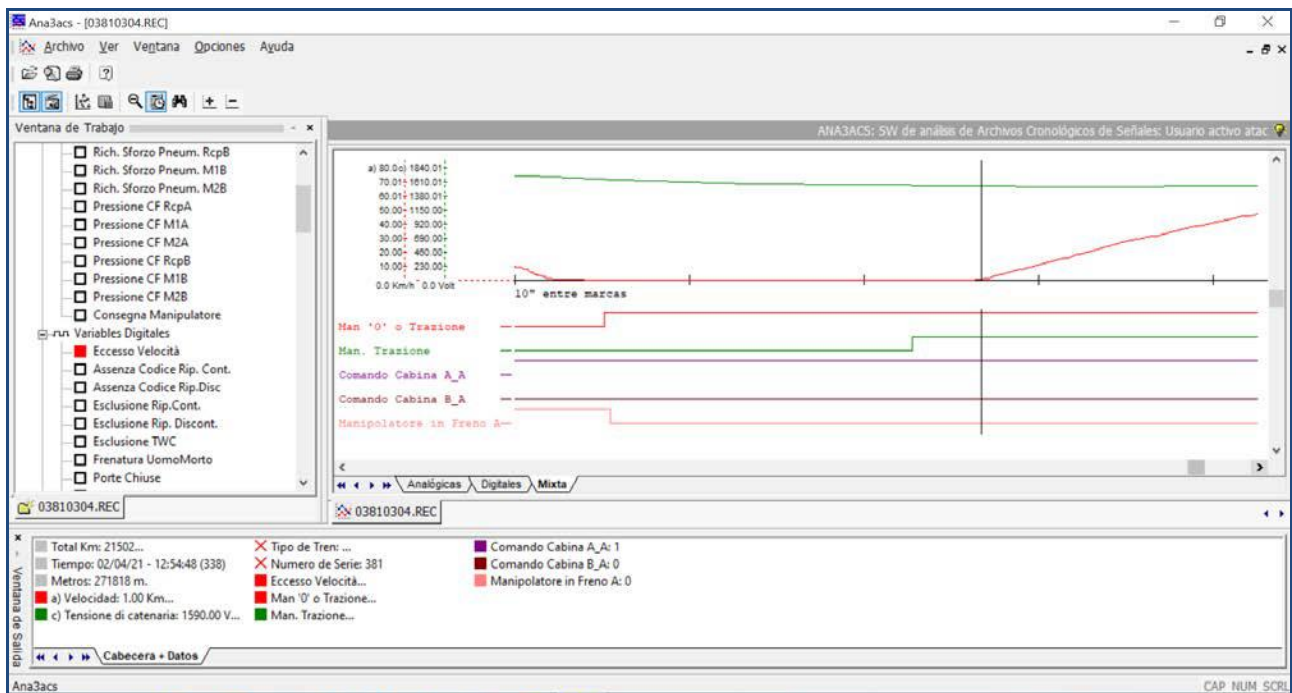 Ana3acs - [03810304.REC]
Archivo Ver Ventana Opciones Ayuda
Ventana de Trabajo
ANA3ACS: SW de análisis de Archivos Cronológicos de Señales: Usuario activo atac
Rich. Sforzo Pneum. RcpB
Rich. Sforzo Pneum. M1B
Rich. Sforzo Pneum. M2B
Pressione CF RcpA
Pressione CF M1A
Pressione CF M2A
Pressione CF RcpB
Pressione CF M1B
Pressione CF M2B
Consegna Manipulatore
Variables Digitales
Eccesso Velocità
Assenza Codice Rip. Cont.
Assenza Codice Rip.Disc
Esclusione Rip.Cont.
Esclusione Rip. Discont.
Esclusione TWC
Frenatura UomoMorto
Porte Chiuse
03810304.REC
a) 80.0 c) 1840.01
70.01 1610.01
60.01 1380.01
50.00 1150.00
40.00 920.00
30.00 690.00
20.00 460.00
10.00 230.00
0.0 Km/h 0.0 Volt
10" entre marcas
Man '0' o Trazione
Man. Trazione
Comando Cabina A_A
Comando Cabina B_A
Manipolatore in Freno A
Analógicas Digitales Mixta
03810304.REC
Ventana de Salida
Total Km: 21502...
Tiempo: 02/04/21 - 12:54:48 (338)
Metros: 271818 m.
a) Velocidad: 1.00 Km...
c) Tensione di catenaria: 1590.00 V...
Tipo de Tren: ...
Numero de Serie: 381
Eccesso Velocità...
Man '0' o Trazione...
Man. Trazione...
Comando Cabina A_A: 1
Comando Cabina B_A: 0
Manipolatore in Freno A: 0
Cabecera + Datos
Ana3acs
CAP NUM SCRL